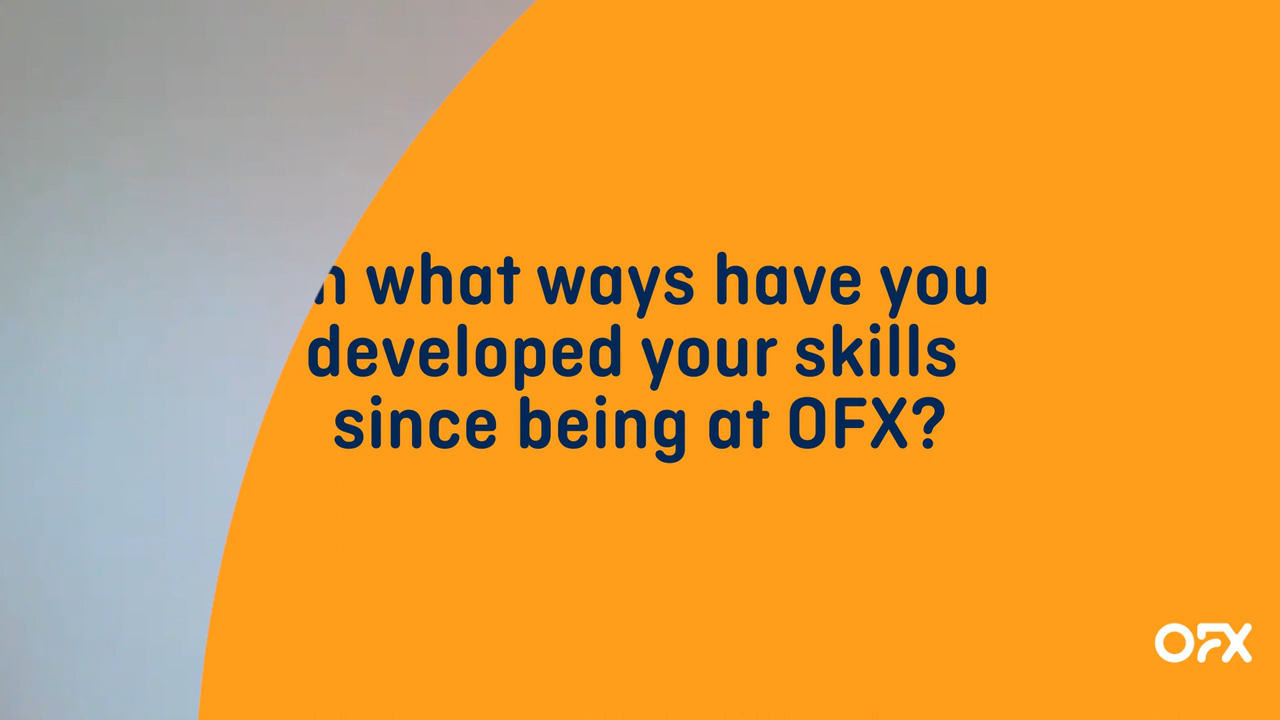 what ways have you
developed your skills
since being at OFX?
OFX